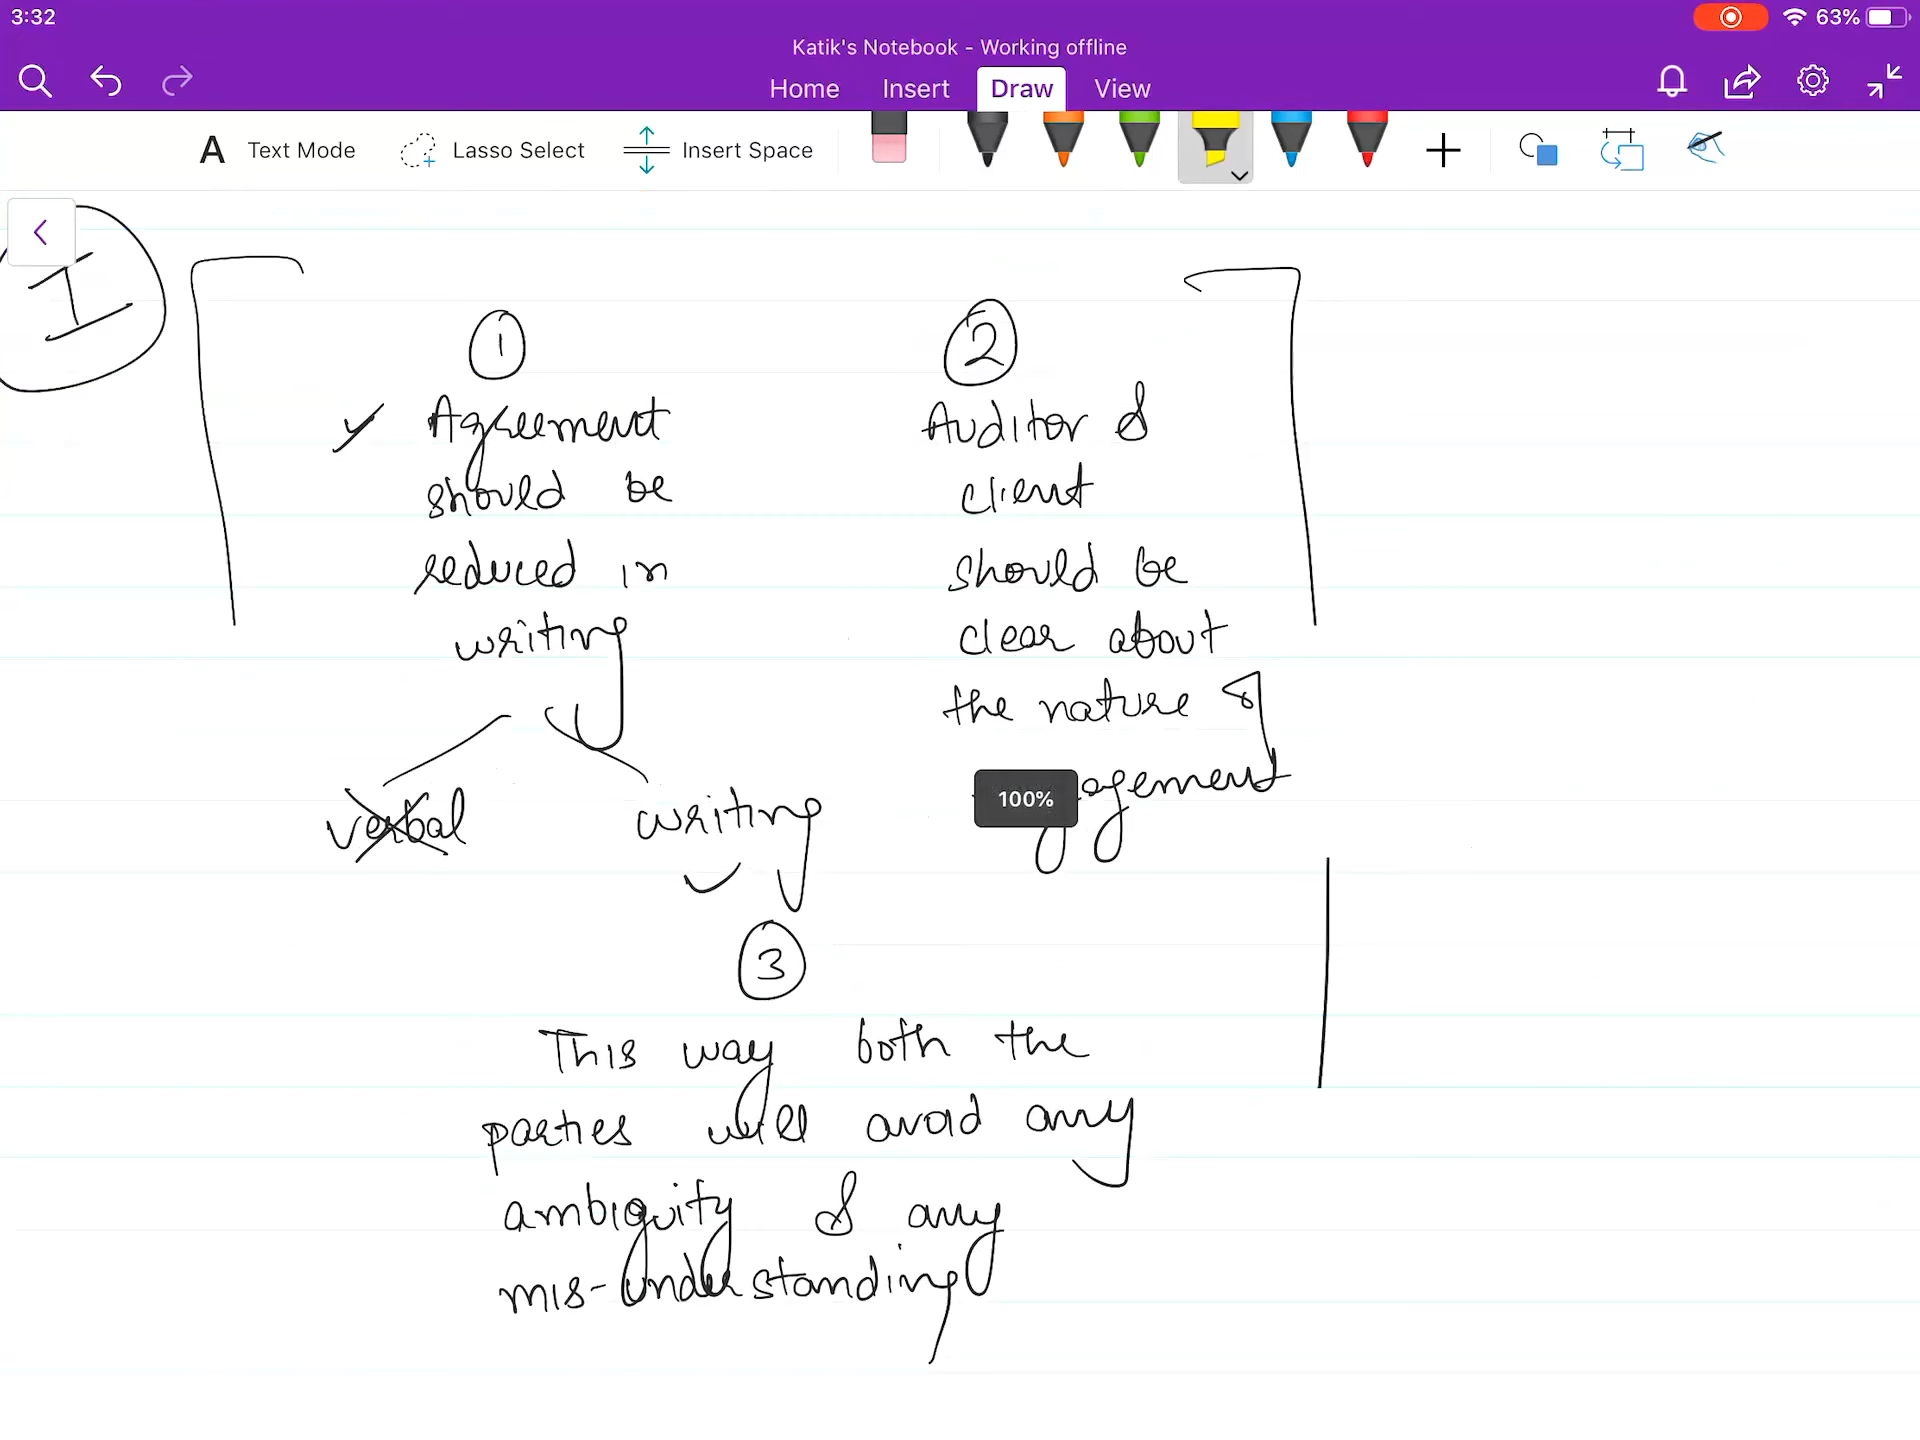 3:32
63%
Katik's Notebook - Working offline
Home Insert Draw View
A Text Mode Lasso Select Insert Space
I
1
Agreement
should be
reduced in
writing
verbal writing
2
Auditor &
client
should be
clear about
the nature of
100%
3
This way both the
parties will avoid any
ambiguity & any
mis-understanding